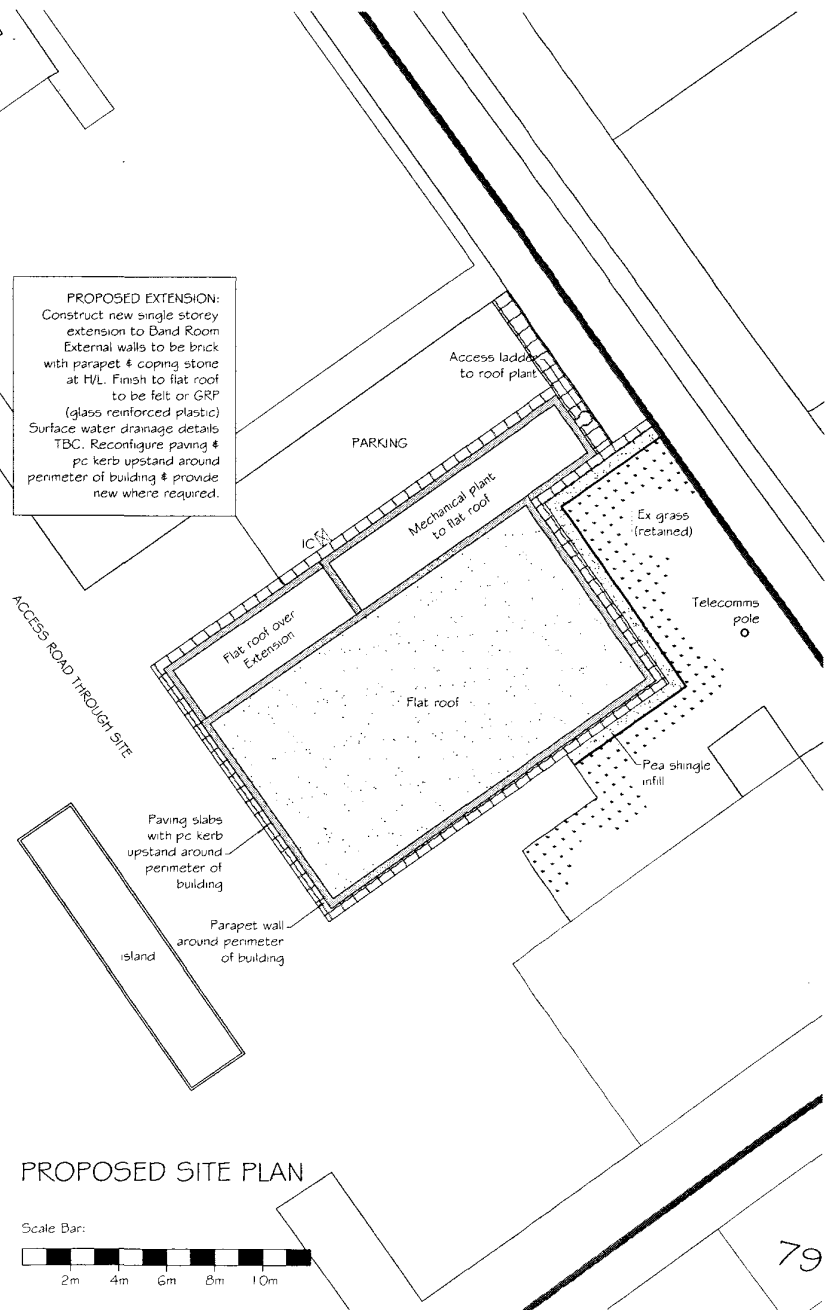 PROPOSED EXTENSION:
Construct new single storey
extension to Band Room
External walls to be brick
with parapet & coping stone
at H/L. Finish to flat roof
to be felt or GRP
(glass reinforced plastic)
Surface water drainage details
TBC. Reconfigure paving &
pc kerb upstand around
perimeter of building & provide
new where required.
Access ladder
to roof plant
PARKING
Mechanical plant
to flat roof
IC
Ex grass
(retained)
Telecomms
pole
ACCESS ROAD THROUGH SITE
Flat roof over
Extension
Flat roof
Pea shingle
infill
Paving slabs
with pc kerb
upstand around
perimeter of
building
Parapet wall
around perimeter
of building
island
PROPOSED SITE PLAN
Scale Bar:
2m 4m 6m 8m 10m
79